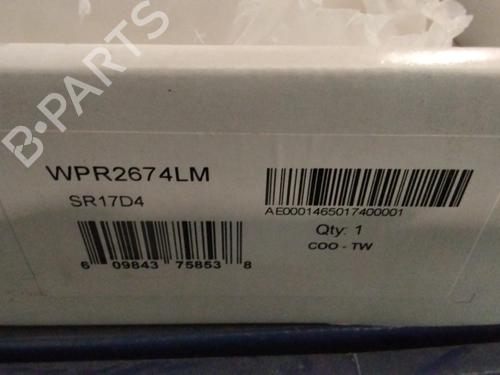 B-PARTS
WPR2674LM
SR17D4
6 09843 75853 8
AE0001465017400001
Qty: 1
COO - TW